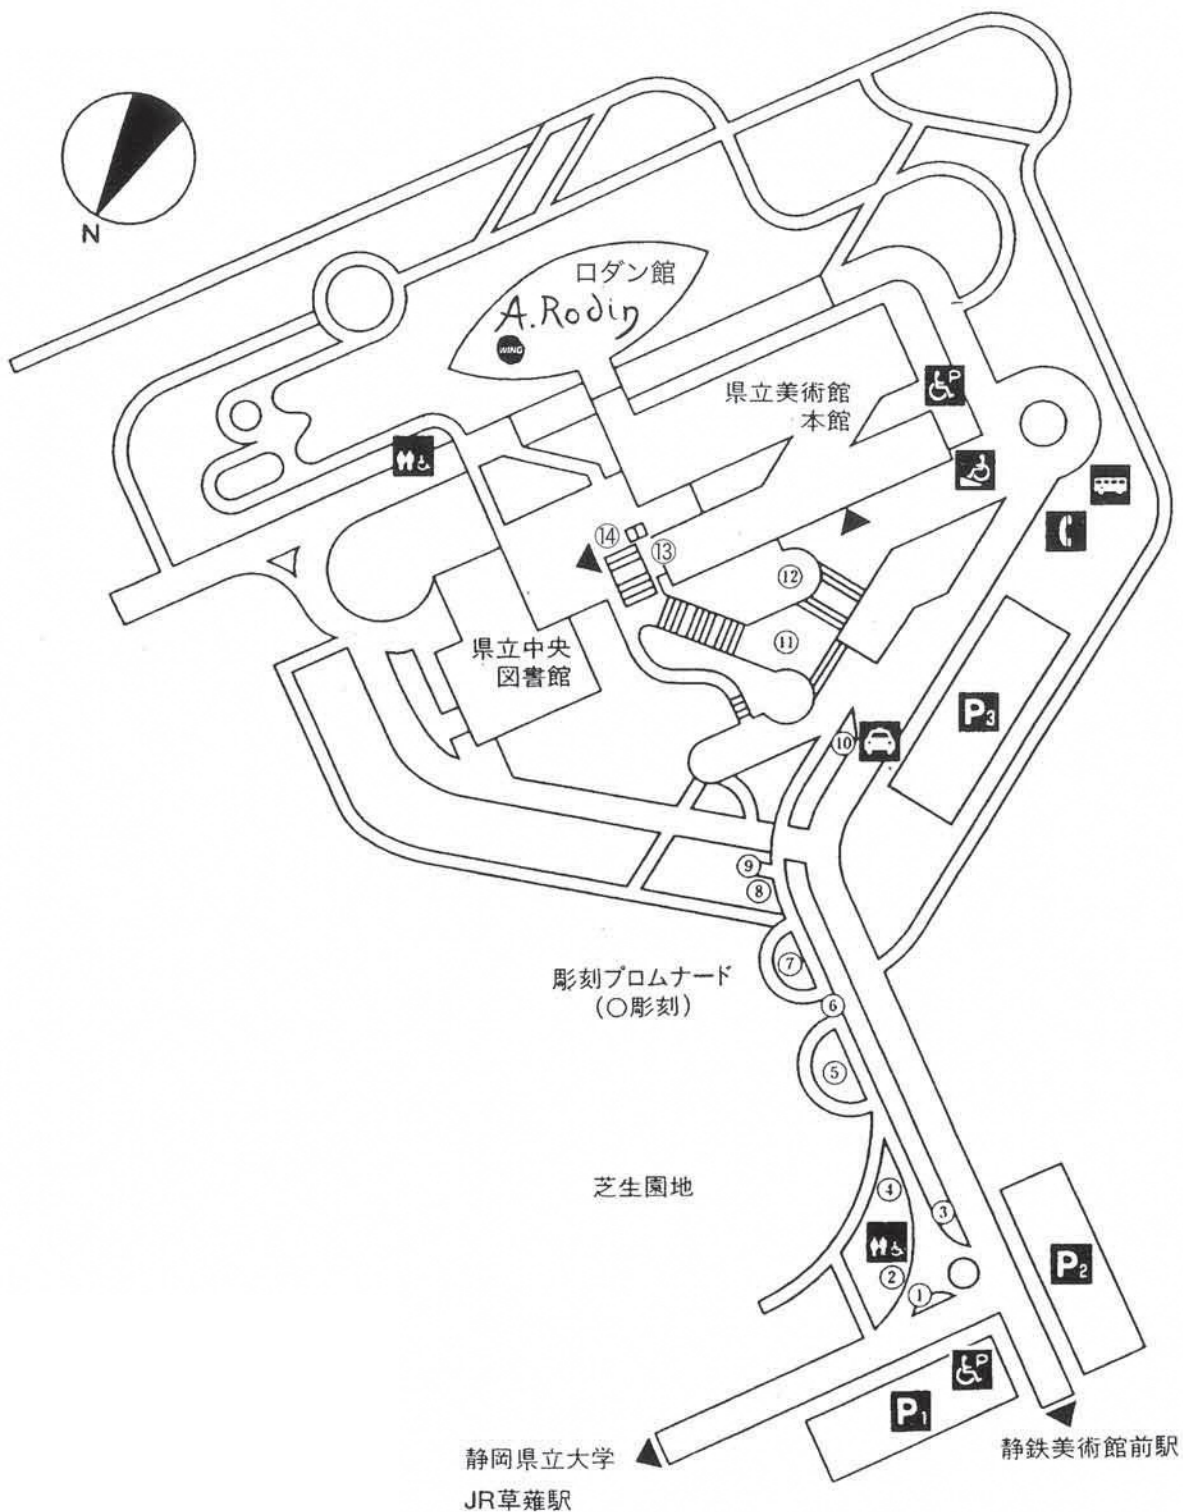 N
ロダン館
A.Rodin
WING
県立美術館
本館
P
⑭
⑬
⑫
⑪
県立中央
図書館
P3
⑩
⑨
⑧
⑦
彫刻プロムナード
(○彫刻)
⑥
⑤
芝生園地
④
③
②
①
P2
P
P1
静岡県立大学
JR草薙駅
静鉄美術館前駅